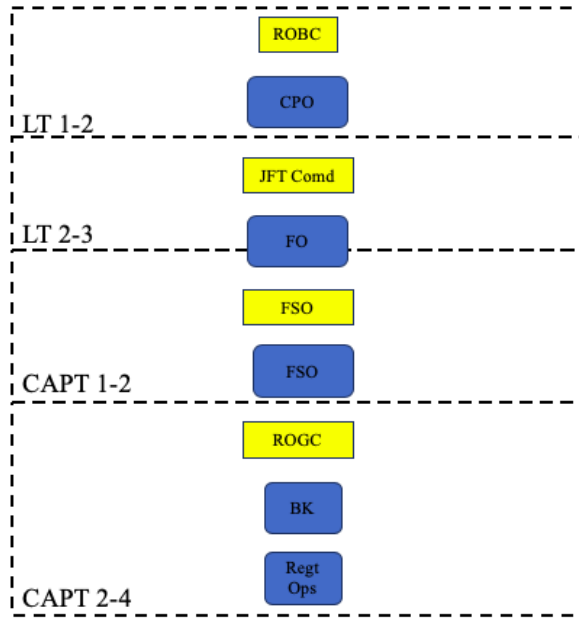 ROBC
CPO
LT 1-2
JFT Comd
FO
LT 2-3
FSO
FSO
CAPT 1-2
ROGC
BK
Regt
Ops
CAPT 2-4